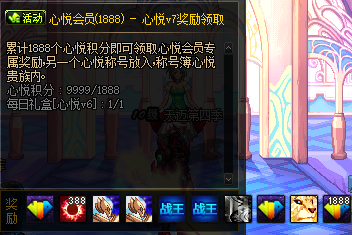 活动 心悦会员(1888) - 心悦v7奖励领取
累计1888个心悦积分即可领取心悦会员专
属奖励,另一个心悦称号放入,称号簿心悦
贵族内。
心悦积分 : 9999/1888
每日礼盒[心悦v6] : 1/1
奖励
388
战王
战王
1888